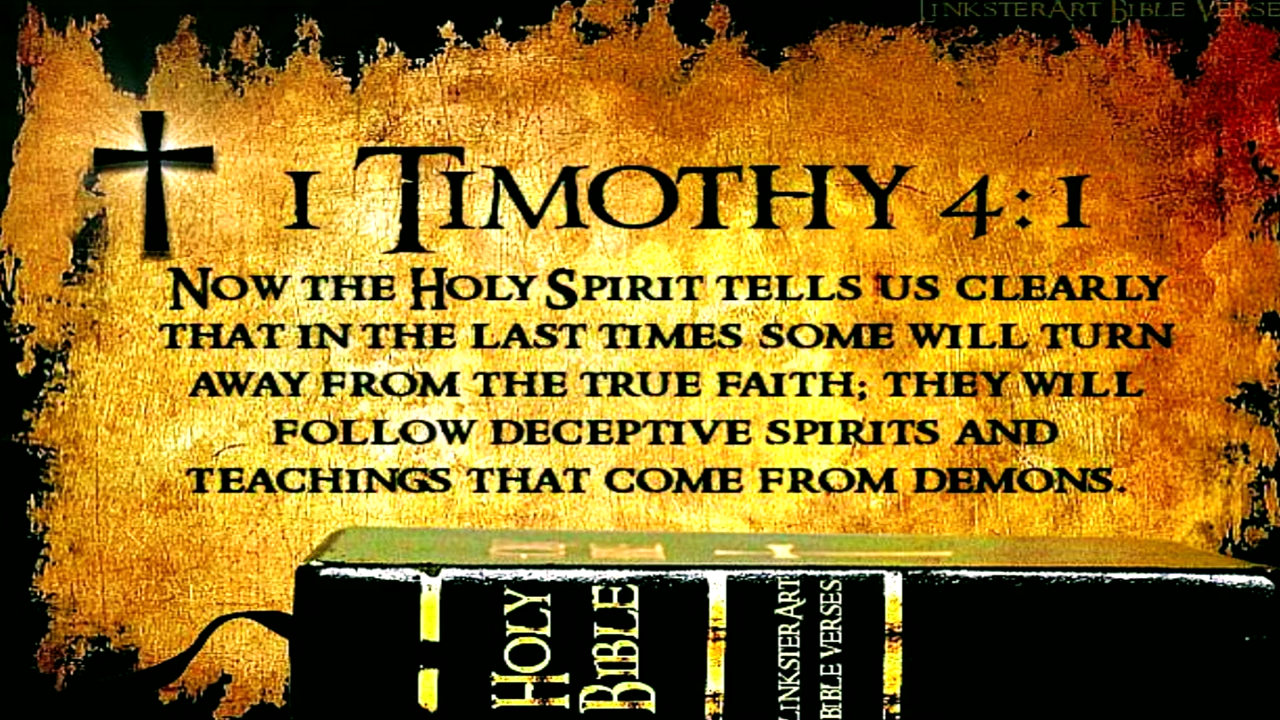 LinksterArt Bible Verse
1 Timothy 4:1
Now the Holy Spirit tells us clearly
that in the last times some will turn
away from the true faith; they will
follow deceptive spirits and
teachings that come from demons.
Holy
Bible
LinksterArt
Bible Verses